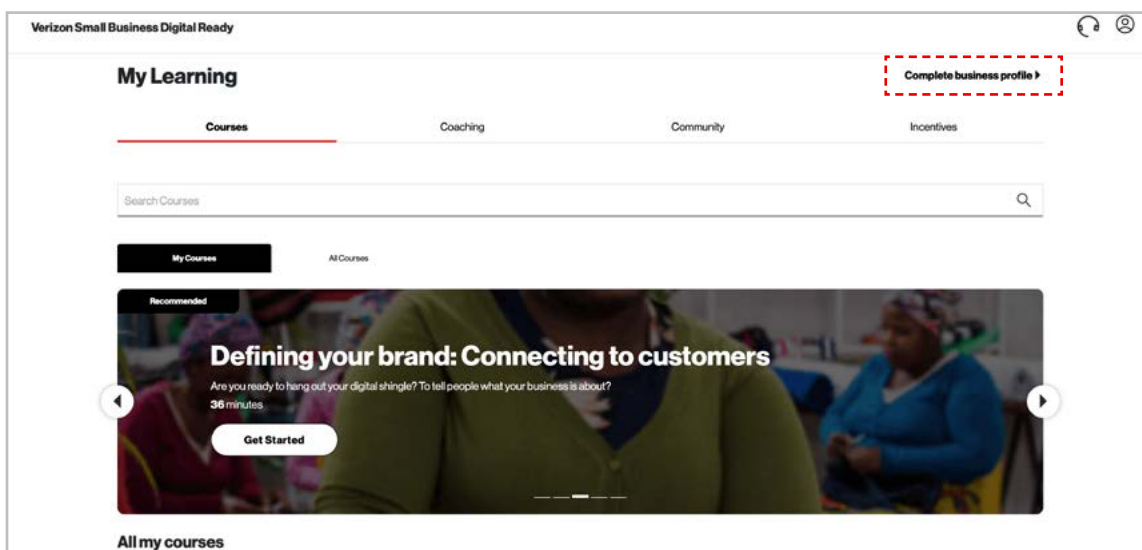 Verizon Small Business Digital Ready
My Learning
Complete business profile
Courses
Coaching
Community
Incentives
Search Courses
My Courses
All Courses
Recommended
Defining your brand: Connecting to customers
Are you ready to hang out your digital shingle? To tell people what your business is about?
36 minutes
Get Started
All my courses